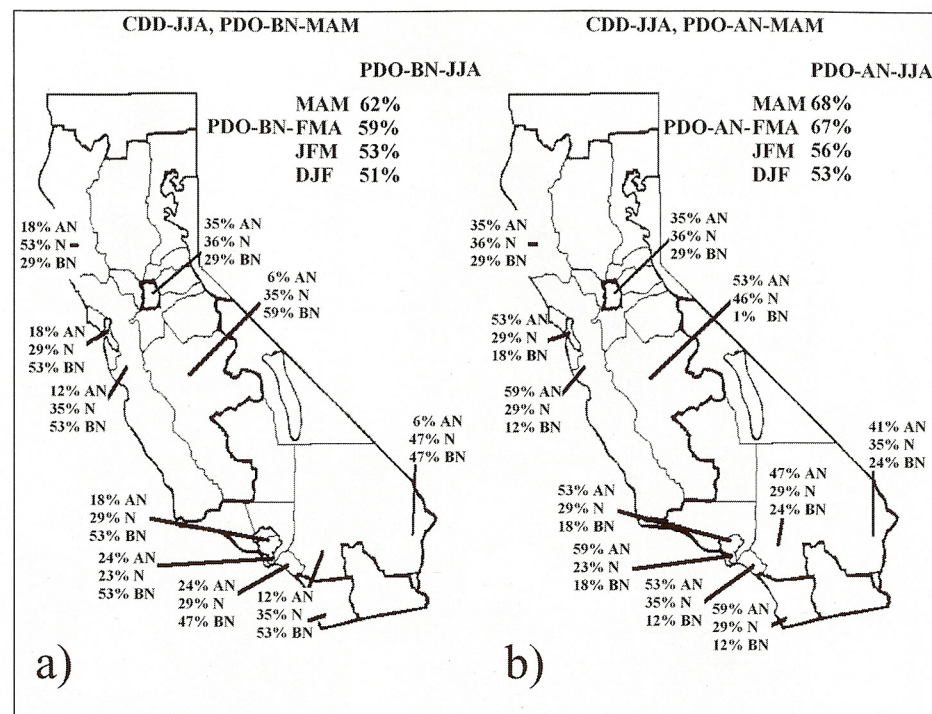 CDD-JJA, PDO-BN-MAM
PDO-BN-JJA
MAM 62%
PDO-BN-FMA 59%
JFM 53%
DJF 51%
18% AN
53% N
29% BN
35% AN
36% N
29% BN
6% AN
35% N
59% BN
18% AN
29% N
53% BN
12% AN
35% N
53% BN
6% AN
47% N
47% BN
18% AN
29% N
53% BN
24% AN
23% N
53% BN
24% AN
29% N
47% BN
12% AN
35% N
53% BN
a)
CDD-JJA, PDO-AN-MAM
PDO-AN-JJA
MAM 68%
PDO-AN-FMA 67%
JFM 56%
DJF 53%
35% AN
36% N
29% BN
35% AN
36% N
29% BN
53% AN
46% N
1% BN
53% AN
29% N
18% BN
59% AN
29% N
12% BN
41% AN
35% N
24% BN
47% AN
29% N
24% BN
53% AN
29% N
18% BN
59% AN
23% N
18% BN
53% AN
35% N
12% BN
59% AN
29% N
12% BN
b)